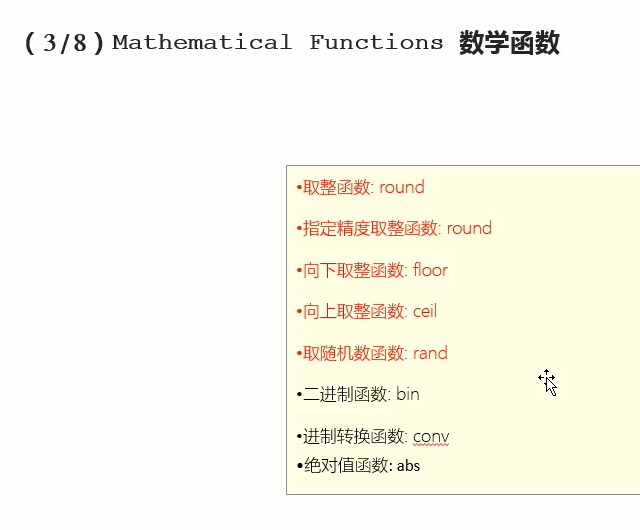 （3/8）Mathematical Functions 数学函数
•取整函数: round
•指定精度取整函数: round
•向下取整函数: floor
•向上取整函数: ceil
•取随机数函数: rand
•二进制函数: bin
•进制转换函数: conv
•绝对值函数: abs